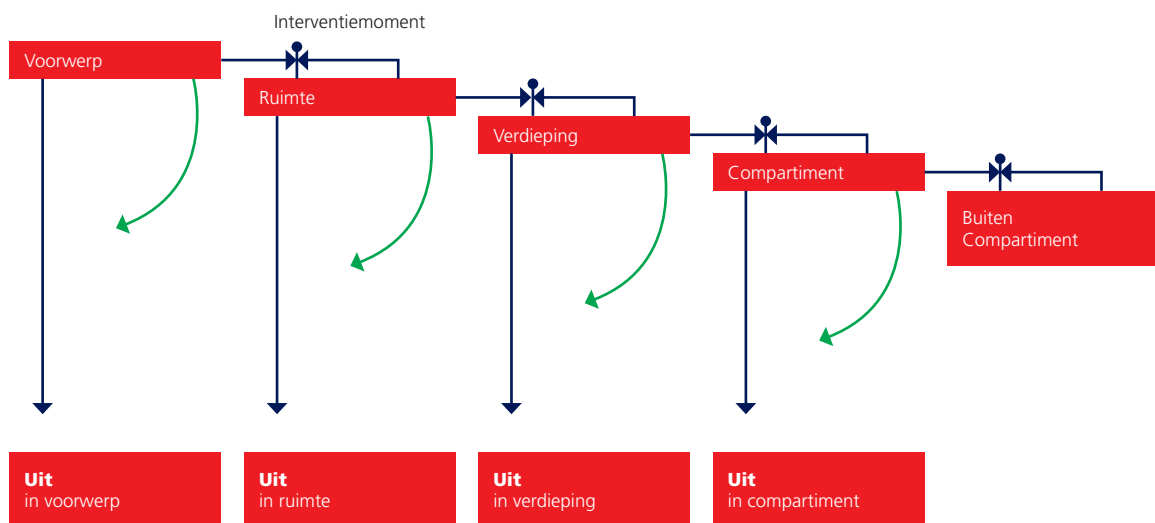 Interventiemoment
Voorwerp
Ruimte
Verdieping
Compartiment
Buiten
Compartiment
Uit
in voorwerp
Uit
in ruimte
Uit
in verdieping
Uit
in compartiment